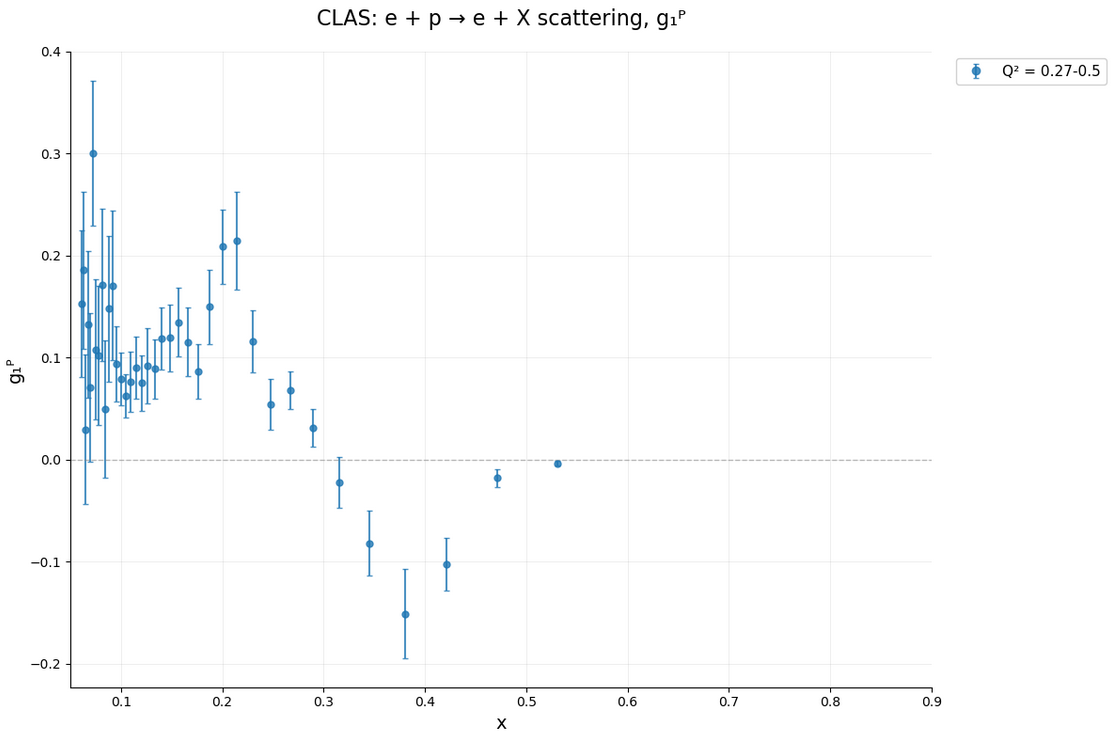 CLAS: e + p → e + X scattering, g₁ᴾ
Q² = 0.27-0.5
0.4
0.3
0.2
0.1
0.0
−0.1
−0.2
g₁ᴾ
0.1 0.2 0.3 0.4 0.5 0.6 0.7 0.8 0.9
x